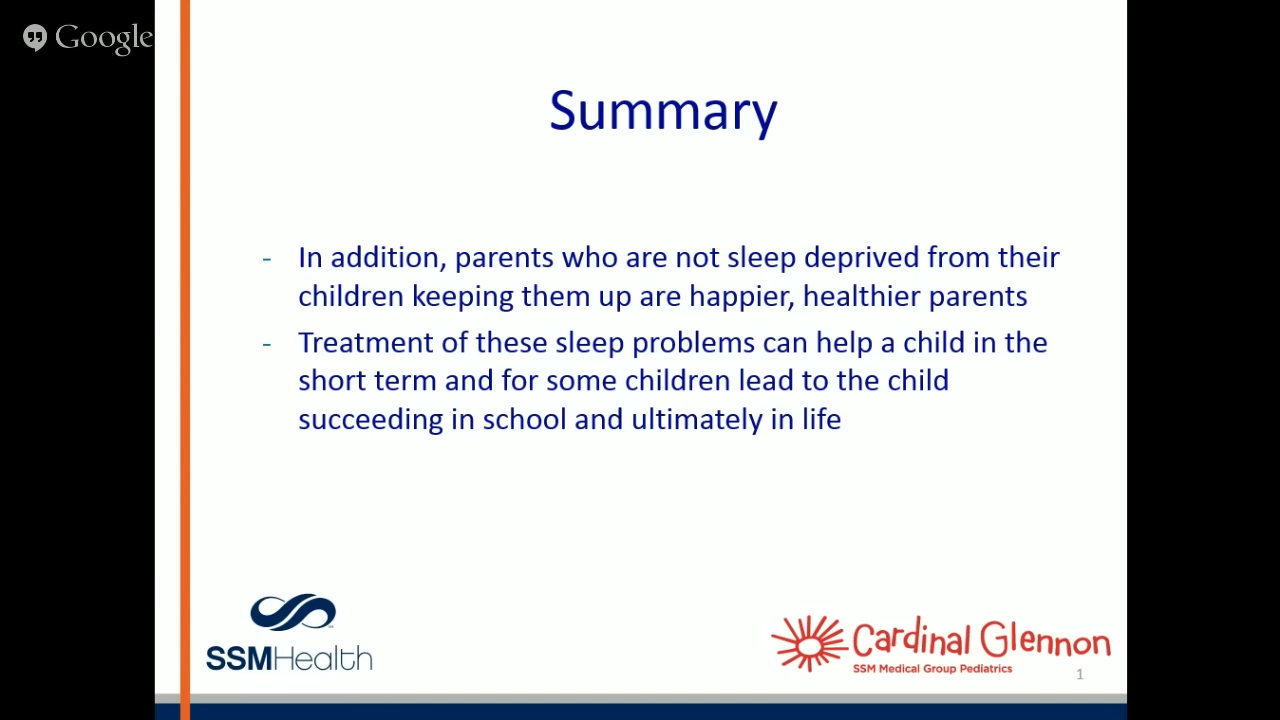 Google
Summary
- In addition, parents who are not sleep deprived from their
children keeping them up are happier, healthier parents
- Treatment of these sleep problems can help a child in the
short term and for some children lead to the child
succeeding in school and ultimately in life
SSMHealth
Cardinal Glennon
SSM Medical Group Pediatrics
1